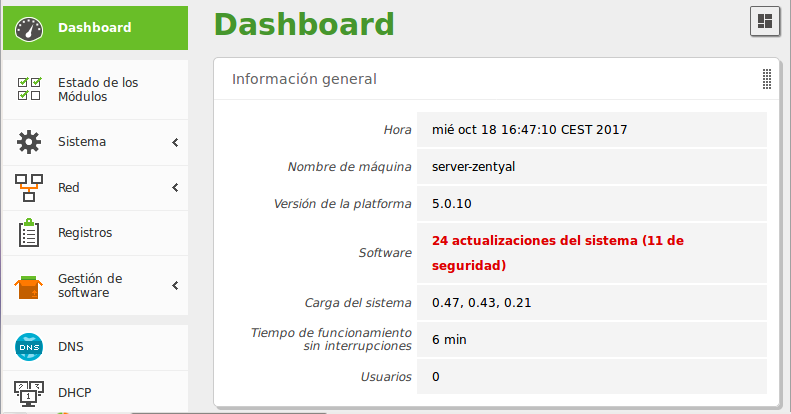 Dashboard
Estado de los
Módulos
Sistema
Red
Registros
Gestión de
software
DNS
DNS
DHCP
Dashboard
Información general
Hora mié oct 18 16:47:10 CEST 2017
Nombre de máquina server-zentyal
Versión de la plataforma 5.0.10
Software 24 actualizaciones del sistema (11 de
seguridad)
Carga del sistema 0.47, 0.43, 0.21
Tiempo de funcionamiento
sin interrupciones 6 min
Usuarios 0